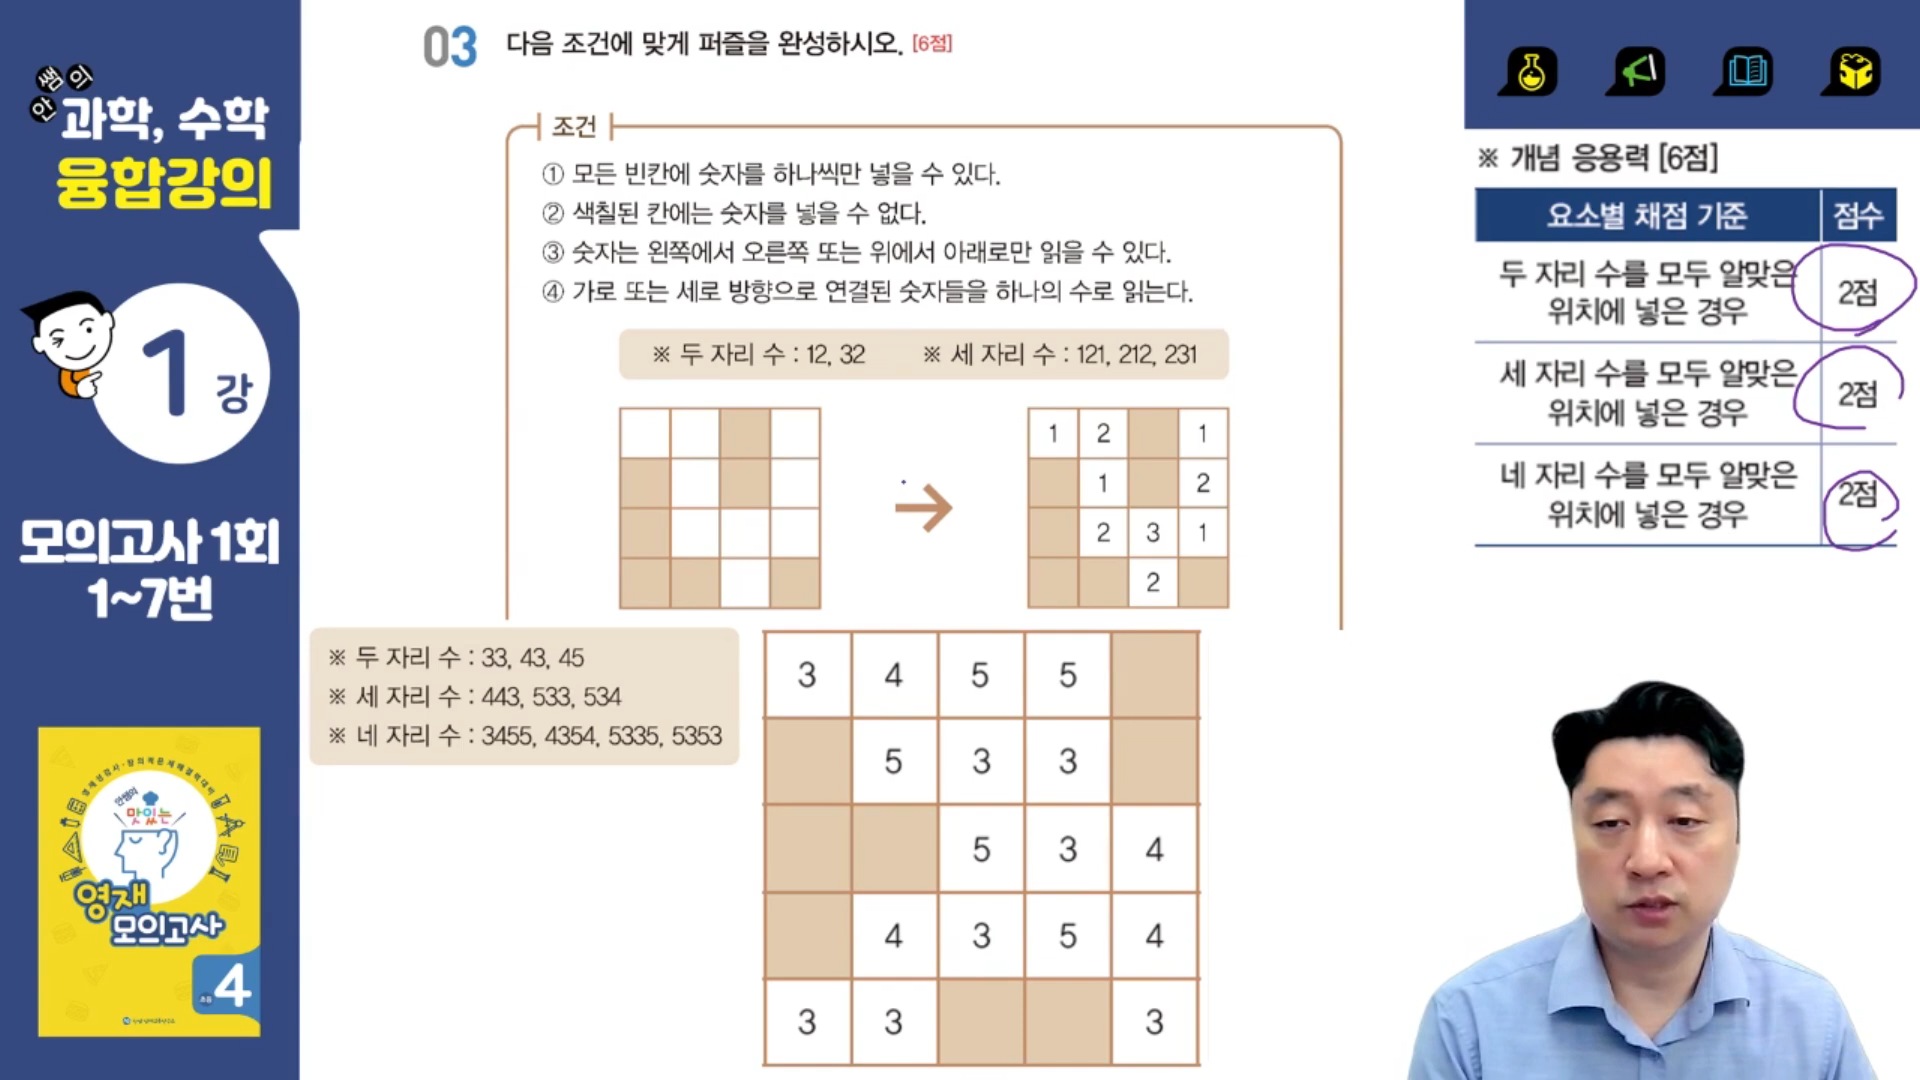 안쌤의
과학, 수학
융합강의
1강
모의고사 1회
1~7번
안쌤의
맛있는
영재
모의고사
초등 4
03 다음 조건에 맞게 퍼즐을 완성하시오. [6점]
조건
① 모든 빈칸에 숫자를 하나씩만 넣을 수 있다.
② 색칠된 칸에는 숫자를 넣을 수 없다.
③ 숫자는 왼쪽에서 오른쪽 또는 위에서 아래로만 읽을 수 있다.
④ 가로 또는 세로 방향으로 연결된 숫자들을 하나의 수로 읽는다.
※ 두 자리 수 : 12, 32 ※ 세 자리 수 : 121, 212, 231
1 2 1
1 2
2 3 1
2
※ 두 자리 수 : 33, 43, 45
※ 세 자리 수 : 443, 533, 534
※ 네 자리 수 : 3455, 4354, 5335, 5353
3 4 5 5
5 3 3
5 3 4
4 3 5 4
3 3 3
※ 개념 응용력 [6점]
요소별 채점 기준 점수
두 자리 수를 모두 알맞은
위치에 넣은 경우
2점
세 자리 수를 모두 알맞은
위치에 넣은 경우
2점
네 자리 수를 모두 알맞은
위치에 넣은 경우
2점